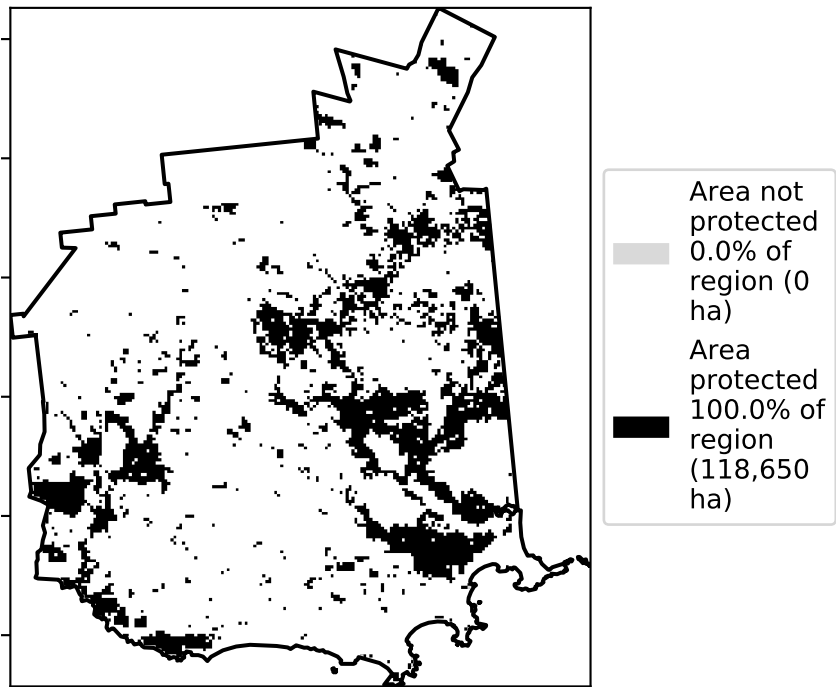 Area not
protected
0.0% of
region (0
ha)
Area
protected
100.0% of
region
(118,650
ha)